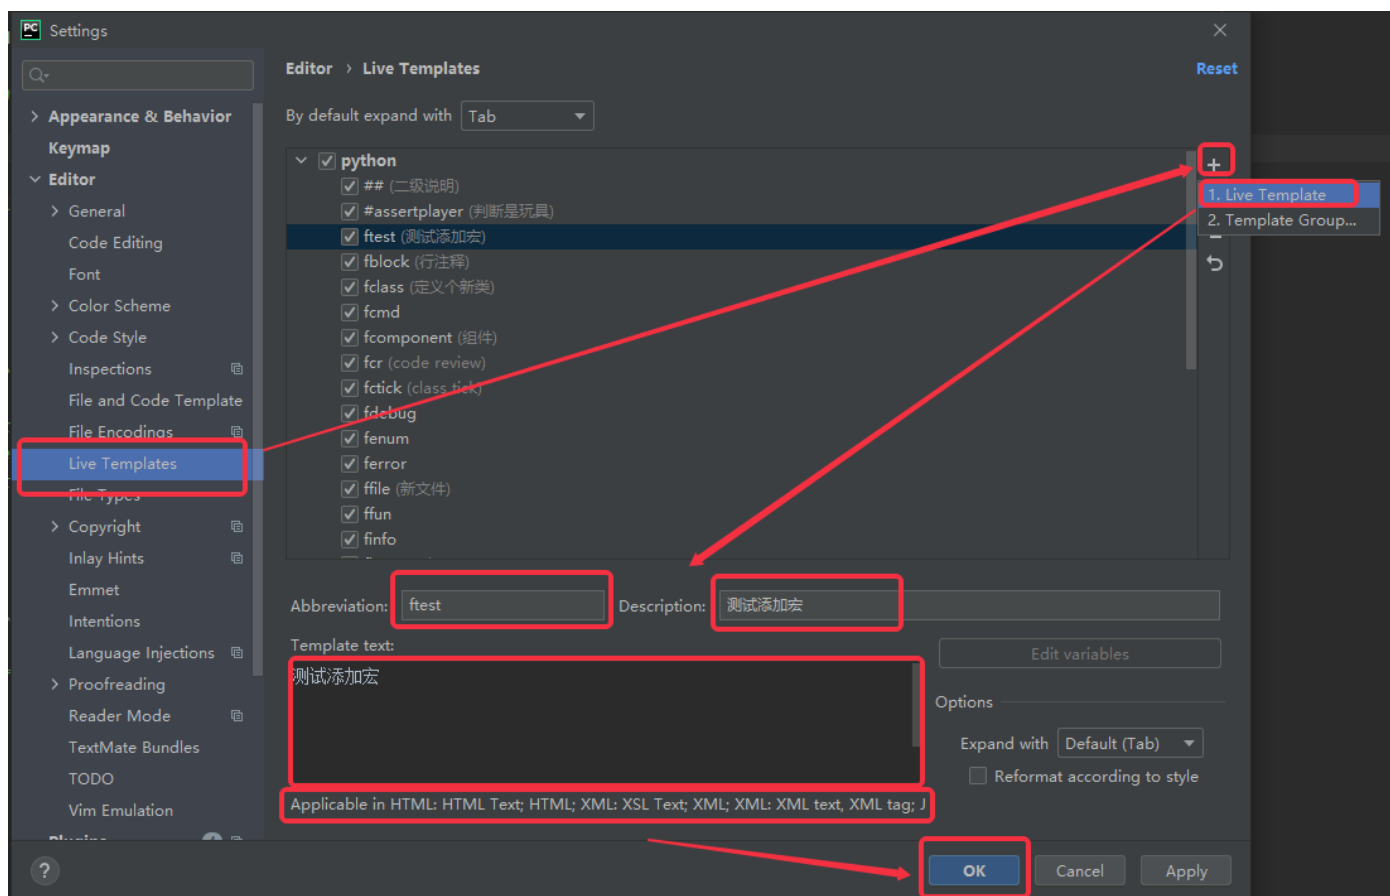 PC Settings
Editor › Live Templates
Reset
By default expand with Tab
Appearance & Behavior
Keymap
Editor
General
Code Editing
Font
Color Scheme
Code Style
Inspections
File and Code Template
File Encodings
Live Templates
File Types
Copyright
Inlay Hints
Emmet
Intentions
Language Injections
Proofreading
Reader Mode
TextMate Bundles
TODO
Vim Emulation
Plugins
python
## (二级说明)
#assertplayer (判断是玩具)
ftest (测试添加宏)
fblock (行注释)
fclass (定义个新类)
fcmd
fcomponent (组件)
fcr (code review)
fctick (class tick)
fdebug
fenum
ferror
ffile (新文件)
ffun
finfo
1. Live Template
2. Template Group...
Abbreviation: ftest Description: 测试添加宏
Template text:
测试添加宏
Edit variables
Options
Expand with Default (Tab)
Reformat according to style
Applicable in HTML: HTML Text; HTML; XML: XSL Text; XML; XML: XML text, XML tag; J
? OK Cancel Apply